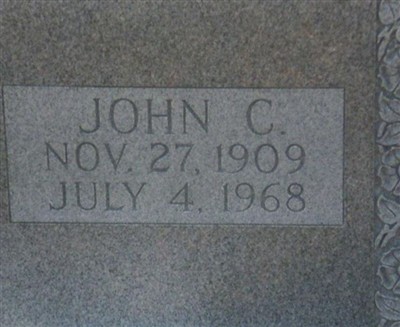 JOHN C.
NOV. 27, 1909
JULY 4, 1968